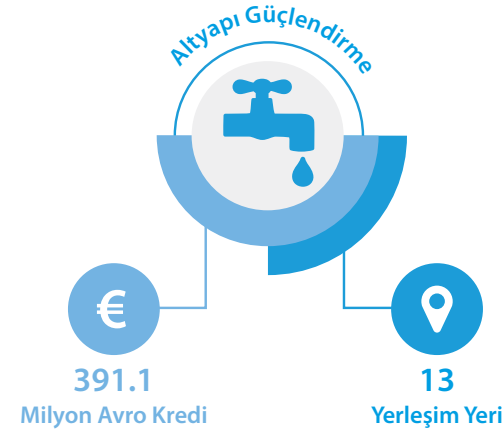 Altyapı Güçlendirme
€
391.1
Milyon Avro Kredi
13
Yerleşim Yeri